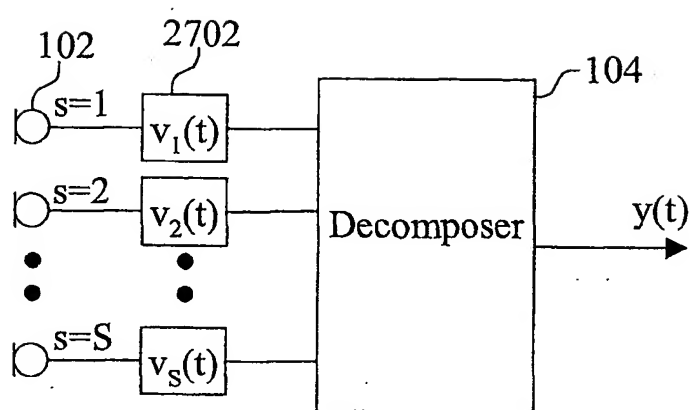 102
2702
104
s=1
v₁(t)
s=2
v₂(t)
Decomposer
y(t)
s=S
vₛ(t)